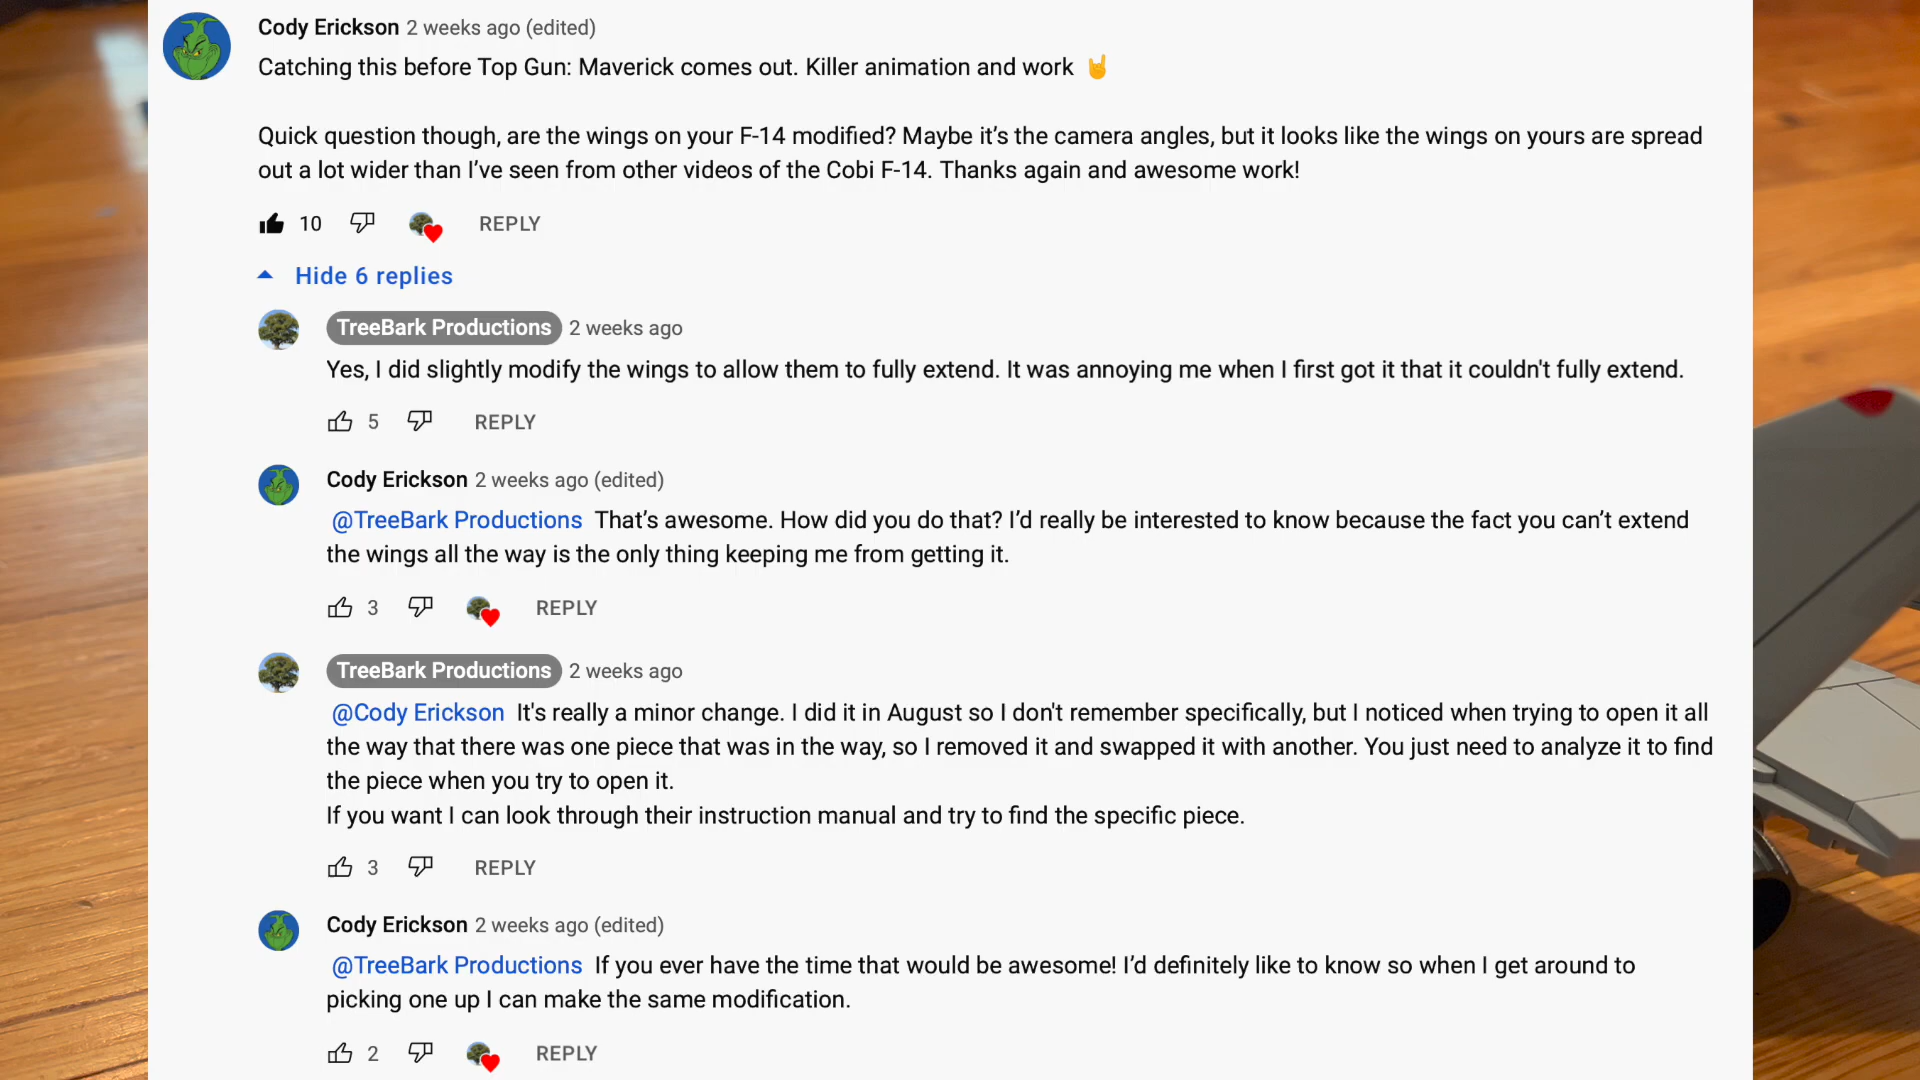 Cody Erickson 2 weeks ago (edited)
Catching this before Top Gun: Maverick comes out. Killer animation and work 🤘
Quick question though, are the wings on your F-14 modified? Maybe it’s the camera angles, but it looks like the wings on yours are spread
out a lot wider than I’ve seen from other videos of the Cobi F-14. Thanks again and awesome work!
10 REPLY
Hide 6 replies
TreeBark Productions 2 weeks ago
Yes, I did slightly modify the wings to allow them to fully extend. It was annoying me when I first got it that it couldn't fully extend.
5 REPLY
Cody Erickson 2 weeks ago (edited)
@TreeBark Productions That’s awesome. How did you do that? I’d really be interested to know because the fact you can’t extend
the wings all the way is the only thing keeping me from getting it.
3 REPLY
TreeBark Productions 2 weeks ago
@Cody Erickson It's really a minor change. I did it in August so I don't remember specifically, but I noticed when trying to open it all
the way that there was one piece that was in the way, so I removed it and swapped it with another. You just need to analyze it to find
the piece when you try to open it.
If you want I can look through their instruction manual and try to find the specific piece.
3 REPLY
Cody Erickson 2 weeks ago (edited)
@TreeBark Productions If you ever have the time that would be awesome! I’d definitely like to know so when I get around to
picking one up I can make the same modification.
2 REPLY